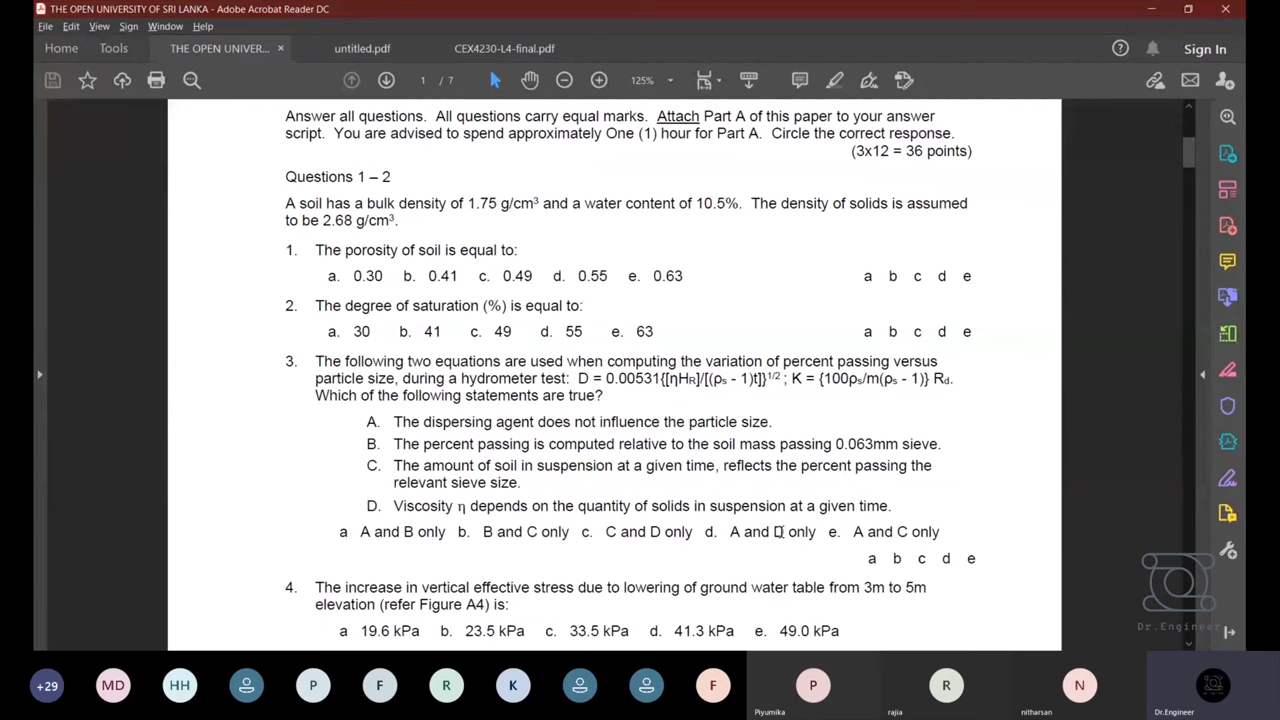 THE OPEN UNIVERSITY OF SRI LANKA - Adobe Acrobat Reader DC
File Edit View Sign Window Help
Home Tools THE OPEN UNIVER... × untitled.pdf CEX4230-L4-final.pdf Sign In
1 / 7 125%
Answer all questions. All questions carry equal marks. Attach Part A of this paper to your answer
script. You are advised to spend approximately One (1) hour for Part A. Circle the correct response.
(3x12 = 36 points)
Questions 1 – 2
A soil has a bulk density of 1.75 g/cm³ and a water content of 10.5%. The density of solids is assumed
to be 2.68 g/cm³.
1. The porosity of soil is equal to:
a. 0.30 b. 0.41 c. 0.49 d. 0.55 e. 0.63 a b c d e
2. The degree of saturation (%) is equal to:
a. 30 b. 41 c. 49 d. 55 e. 63 a b c d e
3. The following two equations are used when computing the variation of percent passing versus
particle size, during a hydrometer test: D = 0.00531{[ηHR]/[(ρs - 1)t]}1/2 ; K = {100ρs/m(ρs - 1)} Rd.
Which of the following statements are true?
A. The dispersing agent does not influence the particle size.
B. The percent passing is computed relative to the soil mass passing 0.063mm sieve.
C. The amount of soil in suspension at a given time, reflects the percent passing the
relevant sieve size.
D. Viscosity η depends on the quantity of solids in suspension at a given time.
a A and B only b. B and C only c. C and D only d. A and D only e. A and C only
a b c d e
4. The increase in vertical effective stress due to lowering of ground water table from 3m to 5m
elevation (refer Figure A4) is:
a 19.6 kPa b. 23.5 kPa c. 33.5 kPa d. 41.3 kPa e. 49.0 kPa
Dr.Engineer
+29 MD HH P F R K F P R N
Piyumika rajia nitharsan Dr.Engineer